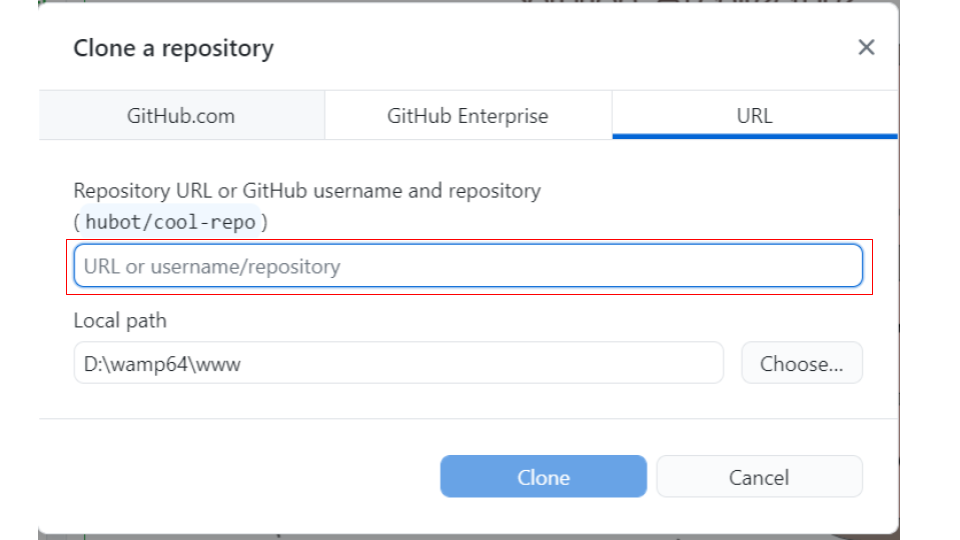 Clone a repository
GitHub.com
GitHub Enterprise
URL
Repository URL or GitHub username and repository
(hubot/cool-repo)
URL or username/repository
Local path
D:\wamp64\www
Choose...
Clone
Cancel